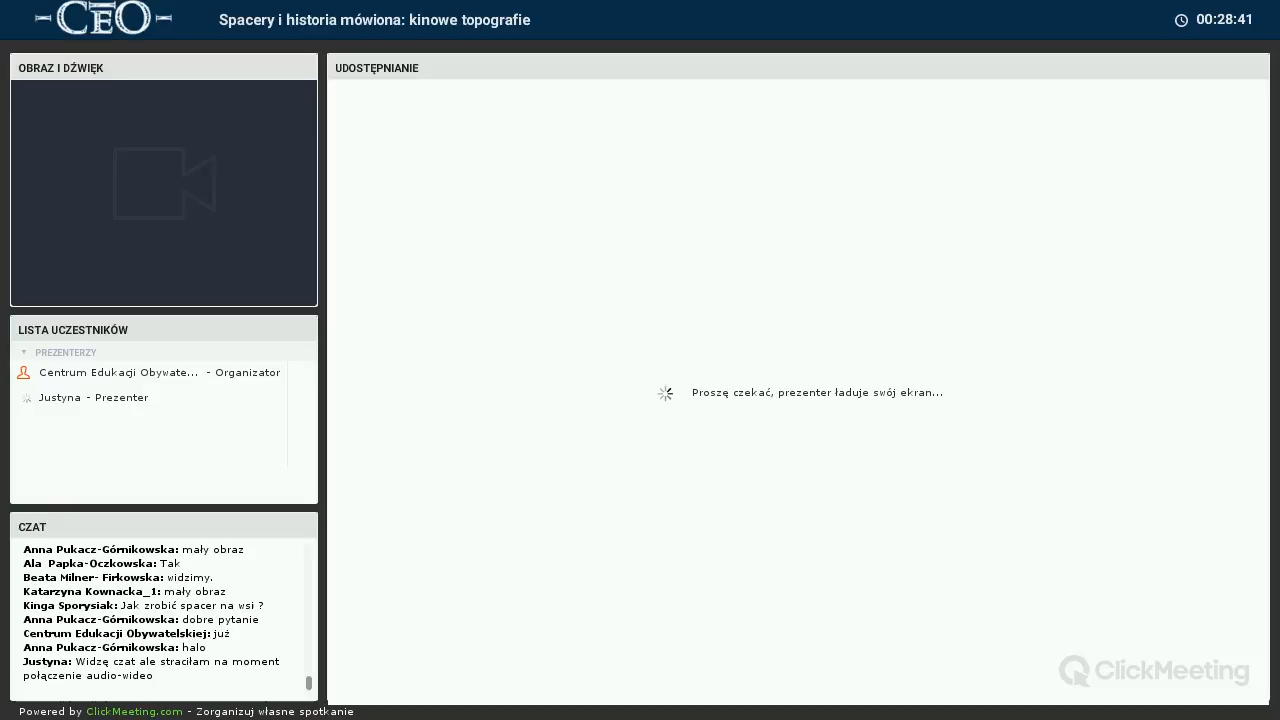 CEO
Spacery i historia mówiona: kinowe topografie
00:28:41
OBRAZ I DŹWIĘK
UDOSTĘPNIANIE
LISTA UCZESTNIKÓW
PREZENTERZY
Centrum Edukacji Obywate... - Organizator
Justyna - Prezenter
Proszę czekać, prezenter ładuje swój ekran...
CZAT
Anna Pukacz-Górnikowska: mały obraz
Ala Papka-Oczkowska: Tak
Beata Milner- Firkowska: widzimy.
Katarzyna Kownacka_1: mały obraz
Kinga Sporysiak: Jak zrobić spacer na wsi ?
Anna Pukacz-Górnikowska: dobre pytanie
Centrum Edukacji Obywatelskiej: już
Anna Pukacz-Górnikowska: halo
Justyna: Widzę czat ale straciłam na moment
połączenie audio-wideo
ClickMeeting
Powered by ClickMeeting.com - Zorganizuj własne spotkanie